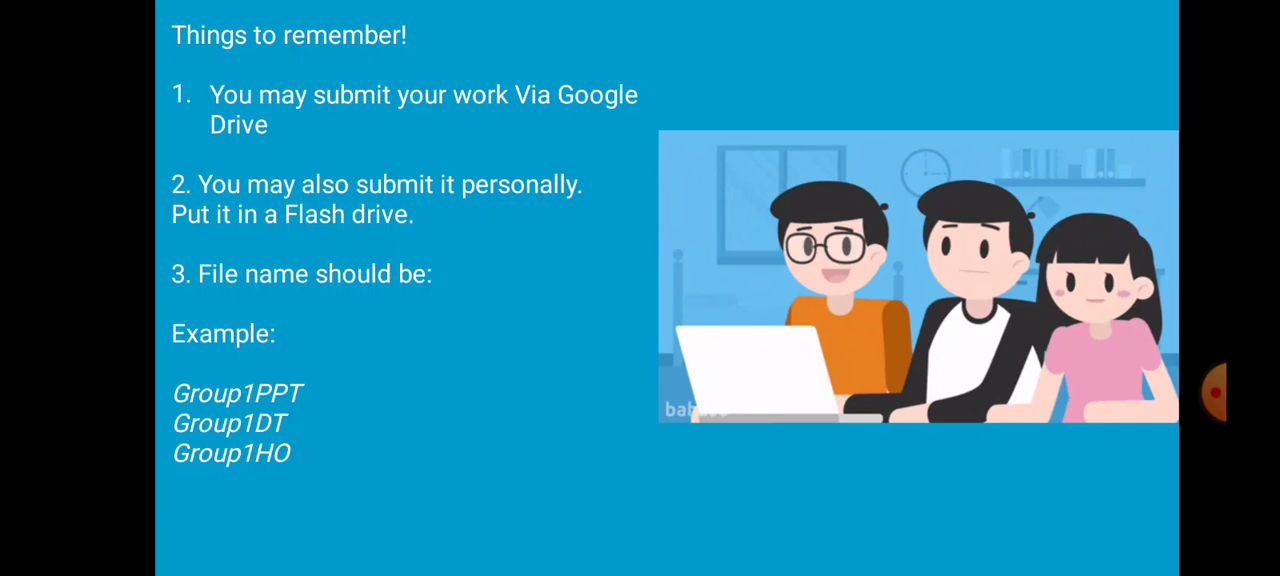 Things to remember!
1. You may submit your work Via Google
Drive
2. You may also submit it personally.
Put it in a Flash drive.
3. File name should be:
Example:
Group1PPT
Group1DT
Group1HO